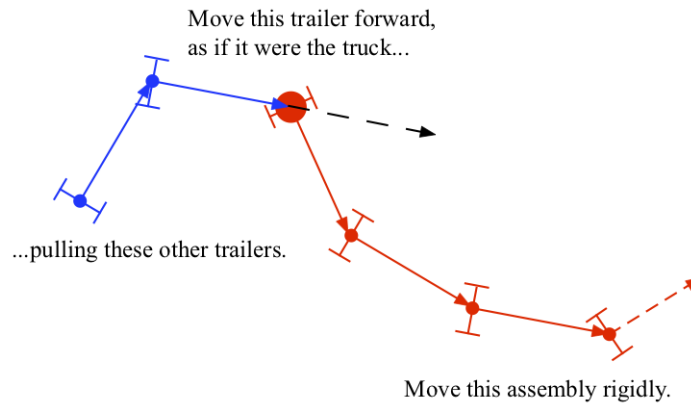 Move this trailer forward,
as if it were the truck...
...pulling these other trailers.
Move this assembly rigidly.